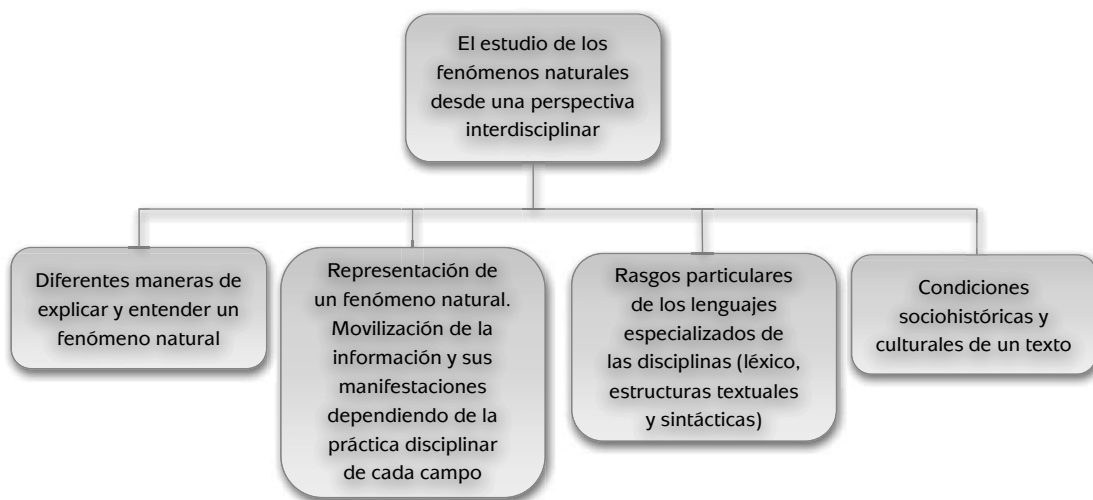 El estudio de los
fenómenos naturales
desde una perspectiva
interdisciplinar
Diferentes maneras de
explicar y entender un
fenómeno natural
Representación de
un fenómeno natural.
Movilización de la
información y sus
manifestaciones
dependiendo de la
práctica disciplinar
de cada campo
Rasgos particulares
de los lenguajes
especializados de
las disciplinas (léxico,
estructuras textuales
y sintácticas)
Condiciones
sociohistóricas y
culturales de un texto